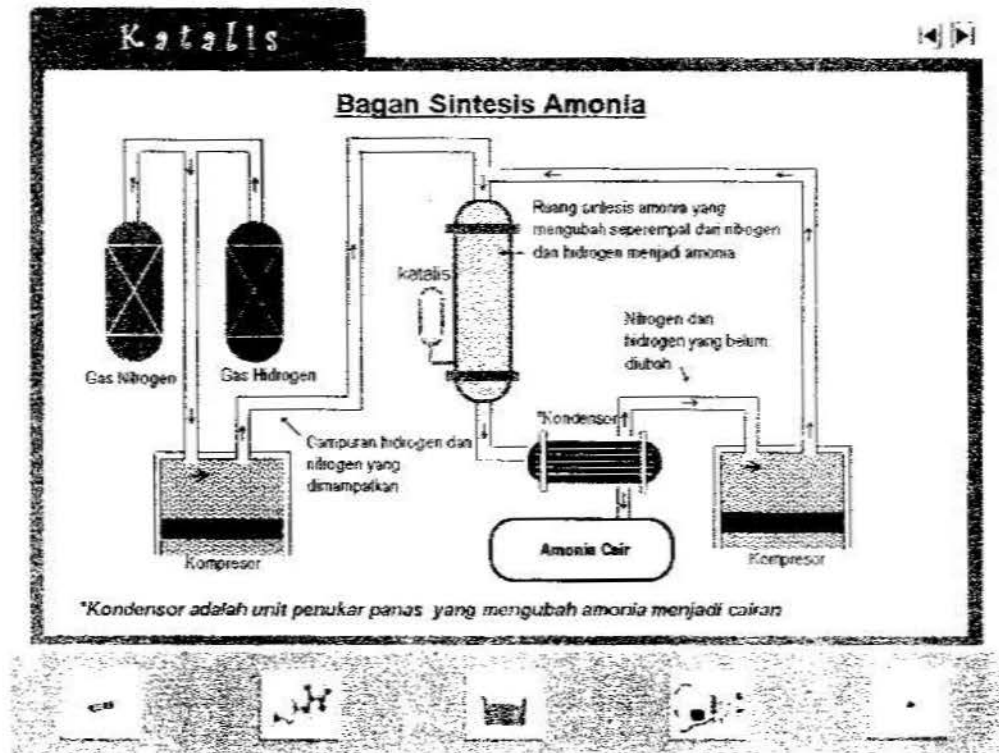 Katalis
Bagan Sintesis Amonia
Ruang sintesis amonia yang
mengubah seperempat dari nitrogen
dan hidrogen menjadi amonia
katalis
Nitrogen dan
hidrogen yang belum
diubah
Gas Nitrogen
Gas Hidrogen
*Kondensor
Campuran hidrogen dan
nitrogen yang
dimampatkan
Amonia Cair
Kompresor
Kompresor
*Kondensor adalah unit penukar panas yang mengubah amonia menjadi cairan